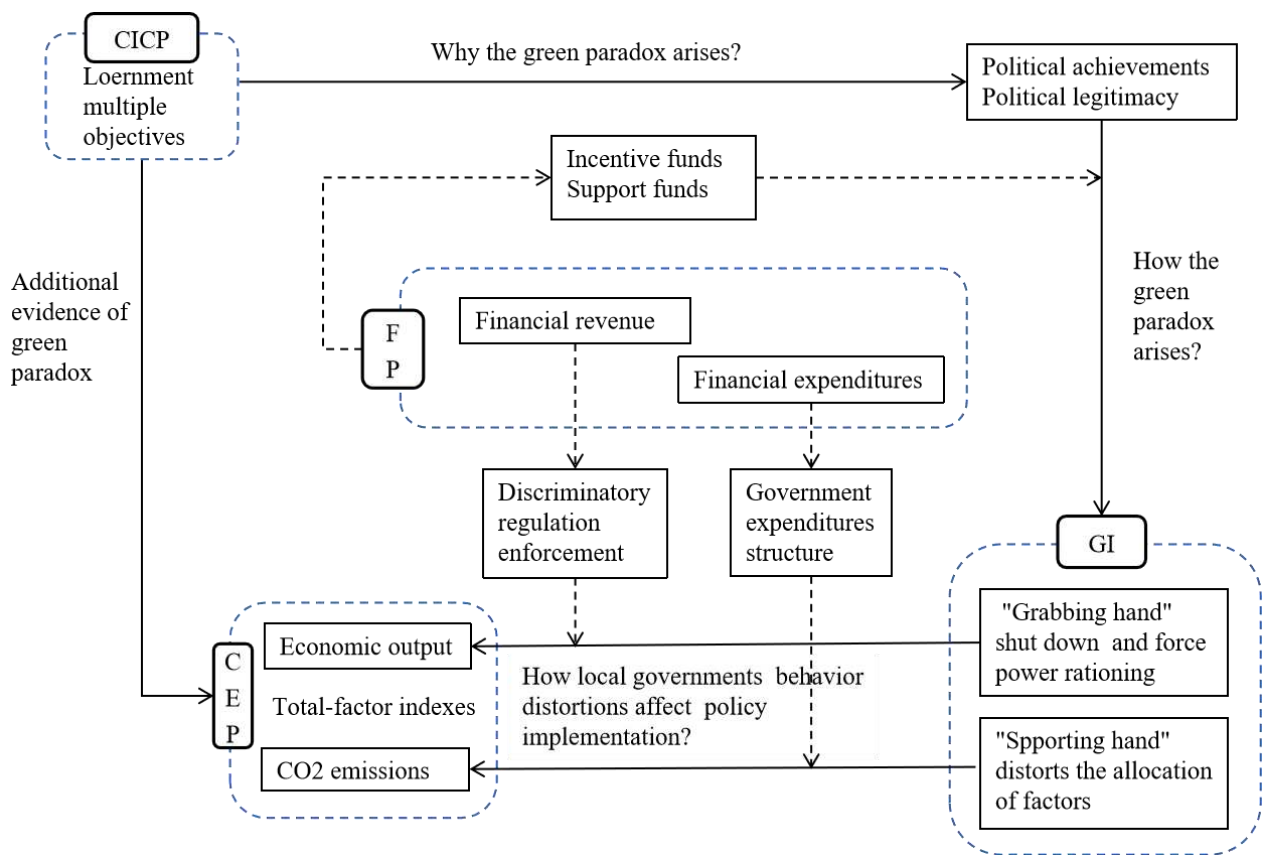 CICP
Loernment
multiple
objectives
Why the green paradox arises?
Political achievements
Political legitimacy
Incentive funds
Support funds
Additional
evidence of
green
paradox
How the
green
paradox
arises?
F
P
Financial revenue
Financial expenditures
Discriminatory
regulation
enforcement
Government
expenditures
structure
GI
"Grabbing hand"
shut down and force
power rationing
"Spporting hand"
distorts the allocation
of factors
C
E
P
Economic output
Total-factor indexes
CO2 emissions
How local governments behavior
distortions affect policy
implementation?